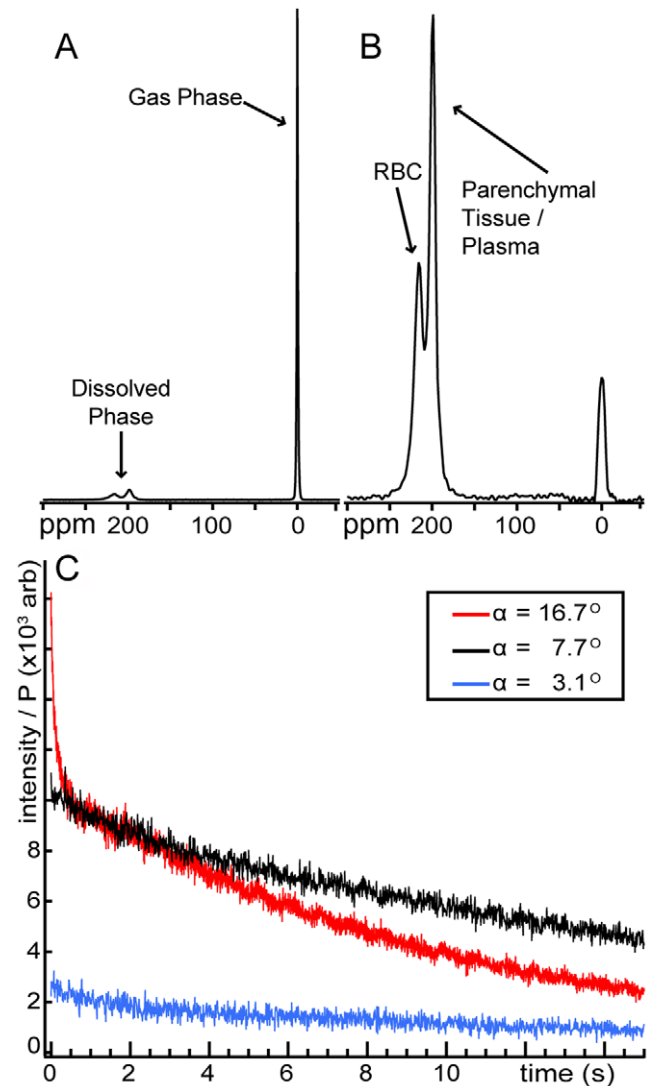 A
B
Gas Phase
RBC
Parenchymal
Tissue /
Plasma
Dissolved
Phase
ppm 200 100 0
ppm 200 100 0
C
intensity / P (x10³ arb)
α = 16.7°
α = 7.7°
α = 3.1°
8
6
4
2
0
0 2 4 6 8 10 time (s)